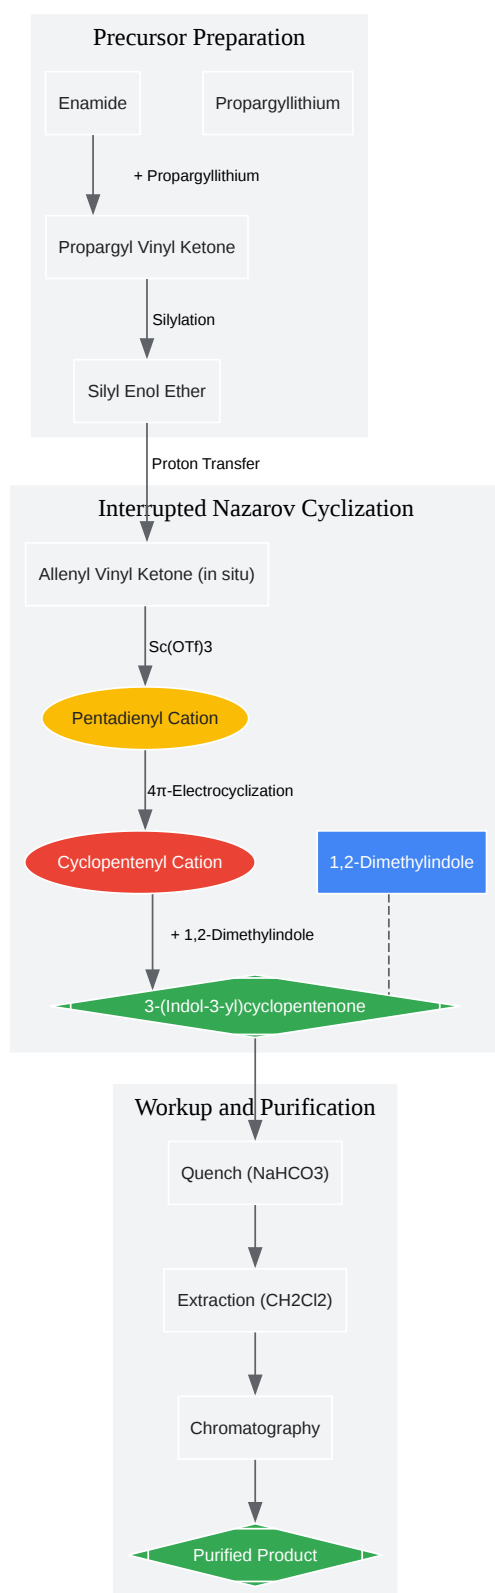 Precursor Preparation
Enamide
Propargyllithium
+ Propargyllithium
Propargyl Vinyl Ketone
Silylation
Silyl Enol Ether
Proton Transfer
Interrupted Nazarov Cyclization
Allenyl Vinyl Ketone (in situ)
Sc(OTf)3
Pentadienyl Cation
4π-Electrocyclization
Cyclopentenyl Cation
1,2-Dimethylindole
+ 1,2-Dimethylindole
3-(Indol-3-yl)cyclopentenone
Workup and Purification
Quench (NaHCO3)
Extraction (CH2Cl2)
Chromatography
Purified Product